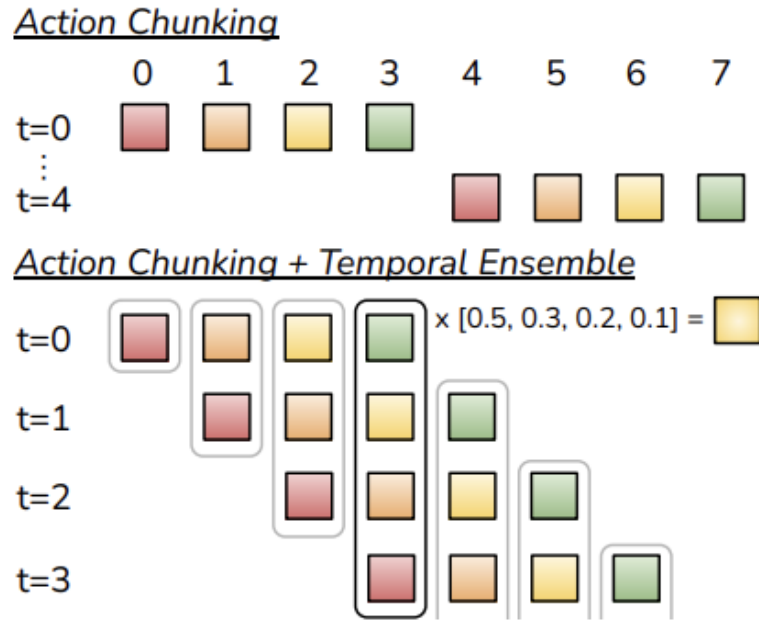 Action Chunking
0 1 2 3 4 5 6 7
t=0
⋮
t=4
Action Chunking + Temporal Ensemble
t=0 x [0.5, 0.3, 0.2, 0.1] =
t=1
t=2
t=3